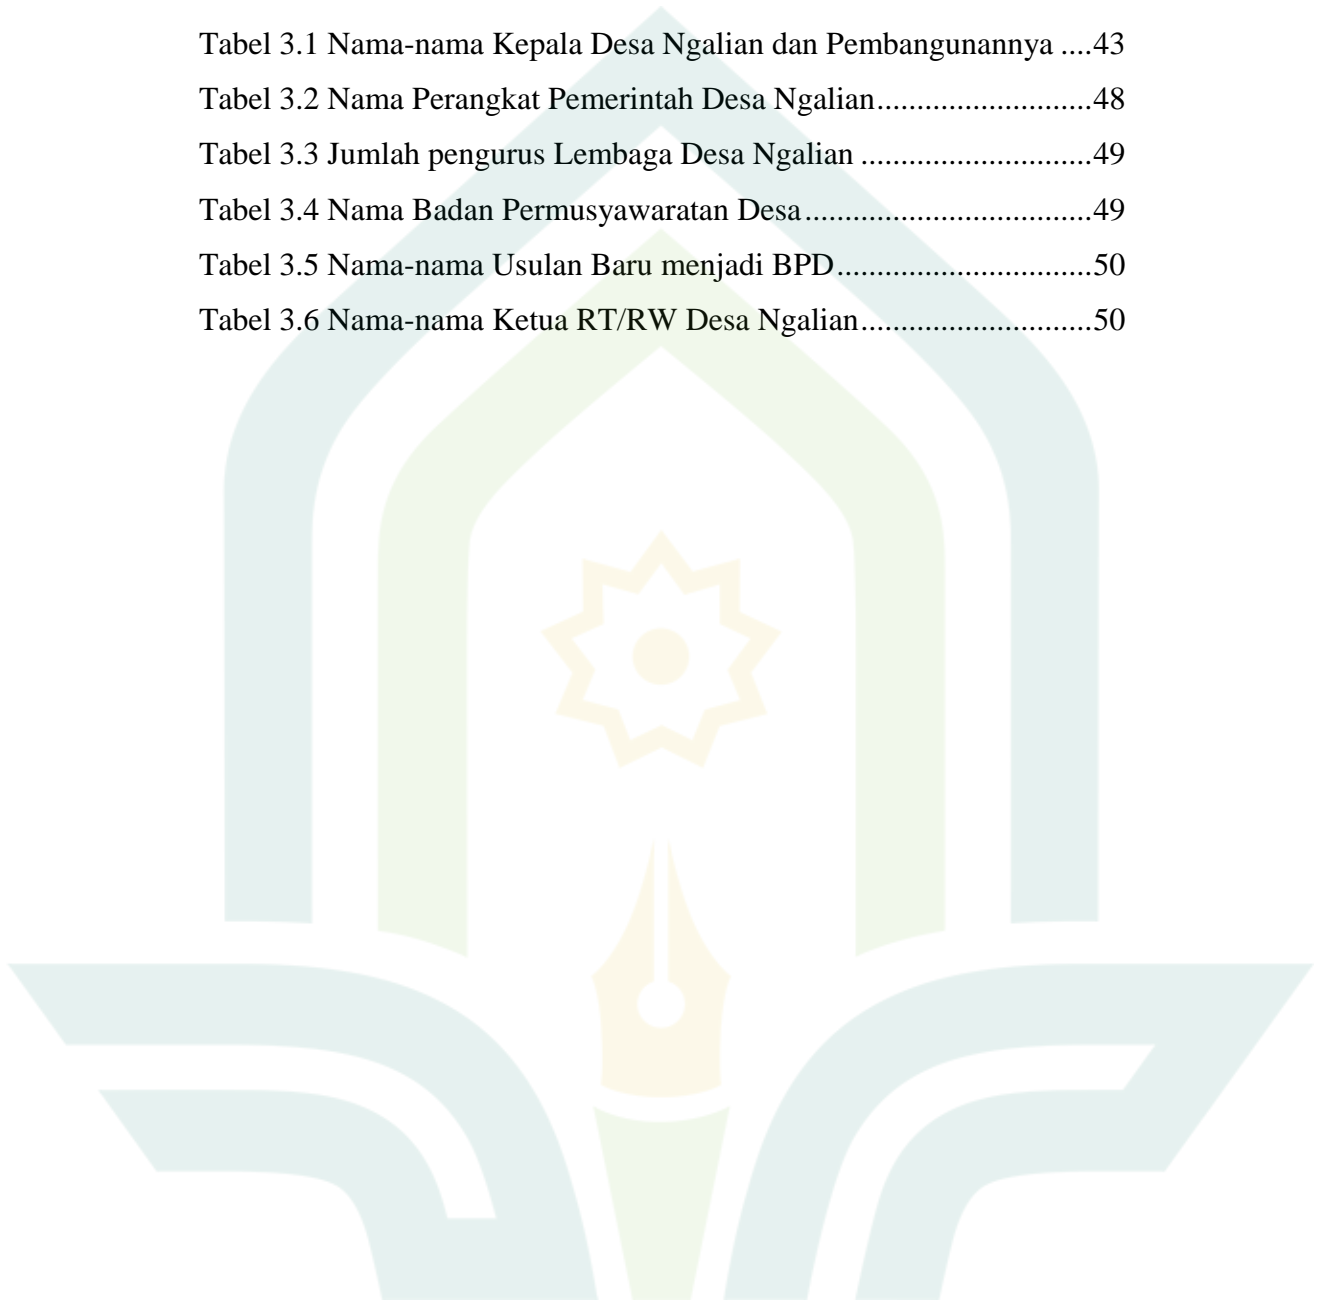 Tabel 3.1 Nama-nama Kepala Desa Ngalian dan Pembangunannya ....43
Tabel 3.2 Nama Perangkat Pemerintah Desa Ngalian...........................48
Tabel 3.3 Jumlah pengurus Lembaga Desa Ngalian .............................49
Tabel 3.4 Nama Badan Permusyawaratan Desa....................................49
Tabel 3.5 Nama-nama Usulan Baru menjadi BPD................................50
Tabel 3.6 Nama-nama Ketua RT/RW Desa Ngalian.............................50